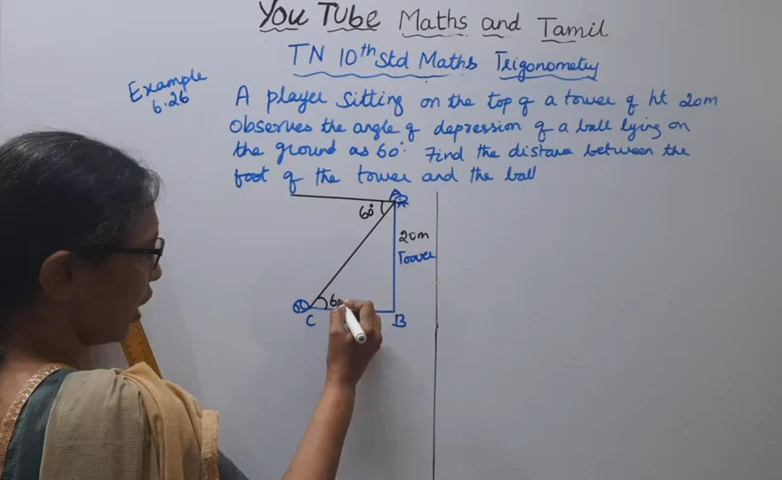 You Tube Maths and Tamil
TN 10th Std Maths Trigonometry
Example
6.26
A player sitting on the top of a tower of ht 20m
Observes the angle of depression of a ball lying on
the ground as 60°. Find the distance between the
foot of the tower and the ball
A
60°
20m
Tower
60
C
B